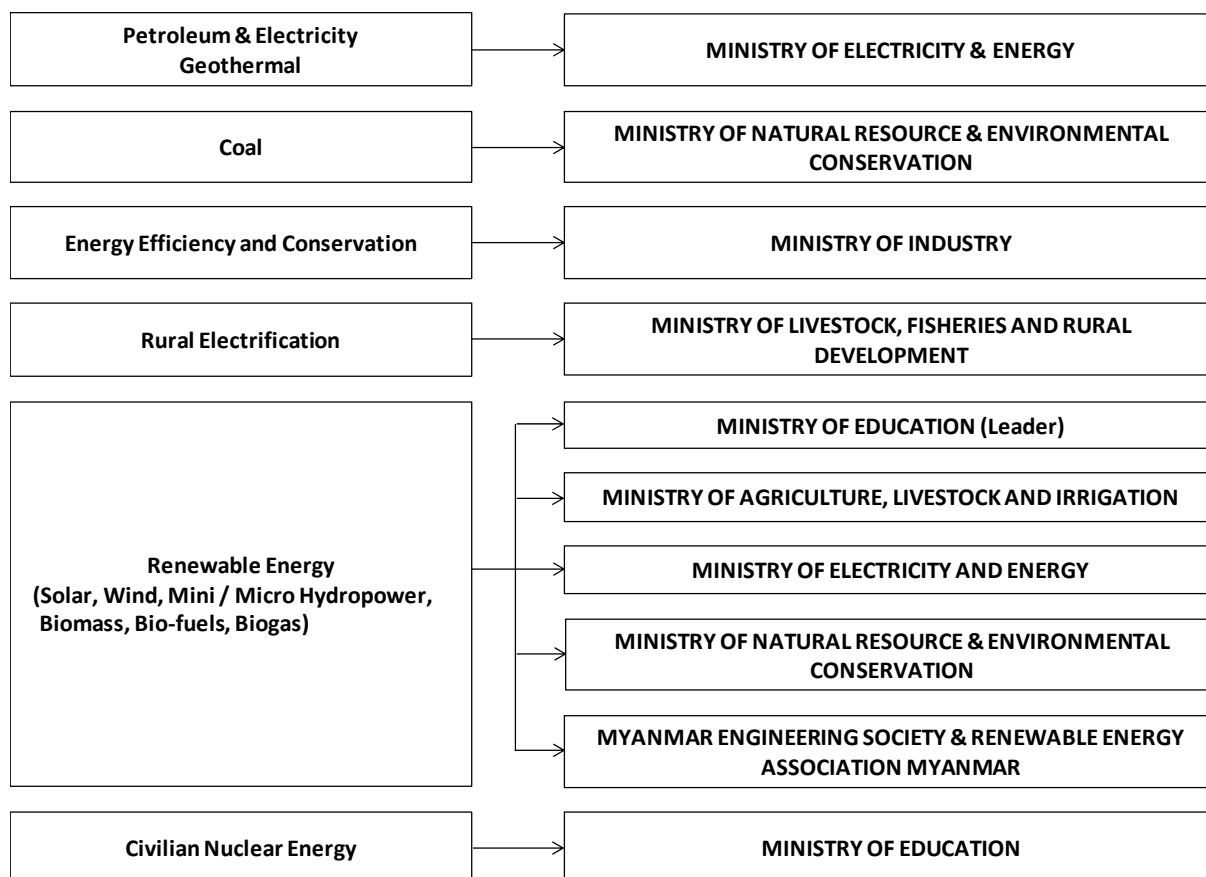 Petroleum & Electricity
Geothermal
MINISTRY OF ELECTRICITY & ENERGY
Coal
MINISTRY OF NATURAL RESOURCE & ENVIRONMENTAL
CONSERVATION
Energy Efficiency and Conservation
MINISTRY OF INDUSTRY
Rural Electrification
MINISTRY OF LIVESTOCK, FISHERIES AND RURAL
DEVELOPMENT
Renewable Energy
(Solar, Wind, Mini / Micro Hydropower,
Biomass, Bio-fuels, Biogas)
MINISTRY OF EDUCATION (Leader)
MINISTRY OF AGRICULTURE, LIVESTOCK AND IRRIGATION
MINISTRY OF ELECTRICITY AND ENERGY
MINISTRY OF NATURAL RESOURCE & ENVIRONMENTAL
CONSERVATION
MYANMAR ENGINEERING SOCIETY & RENEWABLE ENERGY
ASSOCIATION MYANMAR
Civilian Nuclear Energy
MINISTRY OF EDUCATION